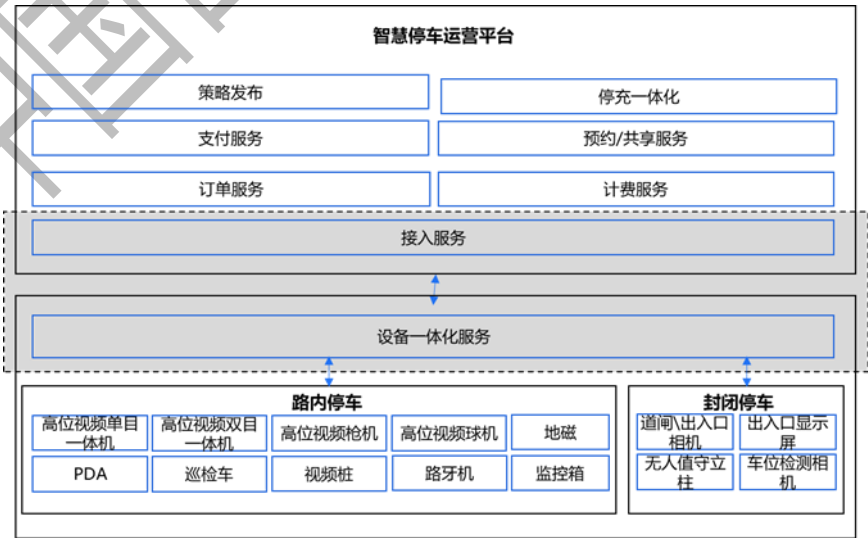 智慧停车运营平台
策略发布
停充一体化
支付服务
预约/共享服务
订单服务
计费服务
接入服务
设备一体化服务
路内停车
高位视频单目
一体机
高位视频双目
一体机
高位视频枪机
高位视频球机
地磁
PDA
巡检车
视频桩
路牙机
监控箱
封闭停车
道闸\出入口
相机
出入口显示
屏
无人值守立
柱
车位检测相
机